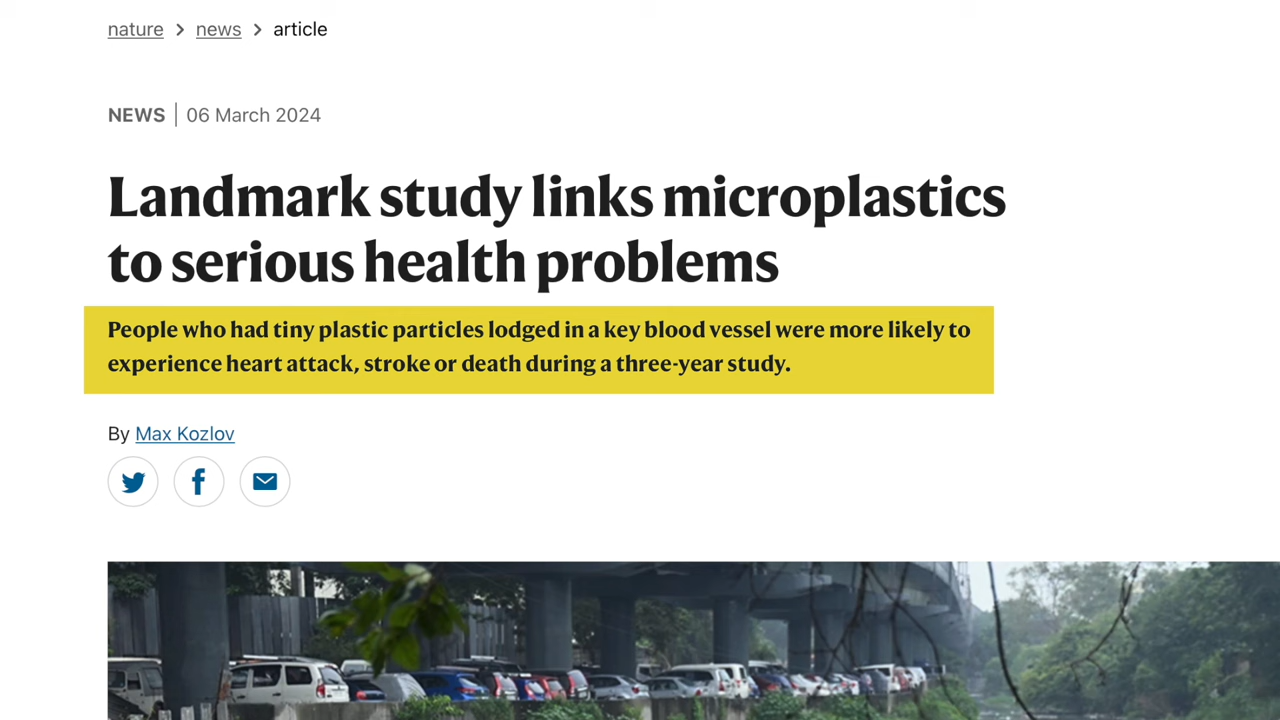 nature > news > article
NEWS | 06 March 2024
Landmark study links microplastics
to serious health problems
People who had tiny plastic particles lodged in a key blood vessel were more likely to
experience heart attack, stroke or death during a three-year study.
By Max Kozlov